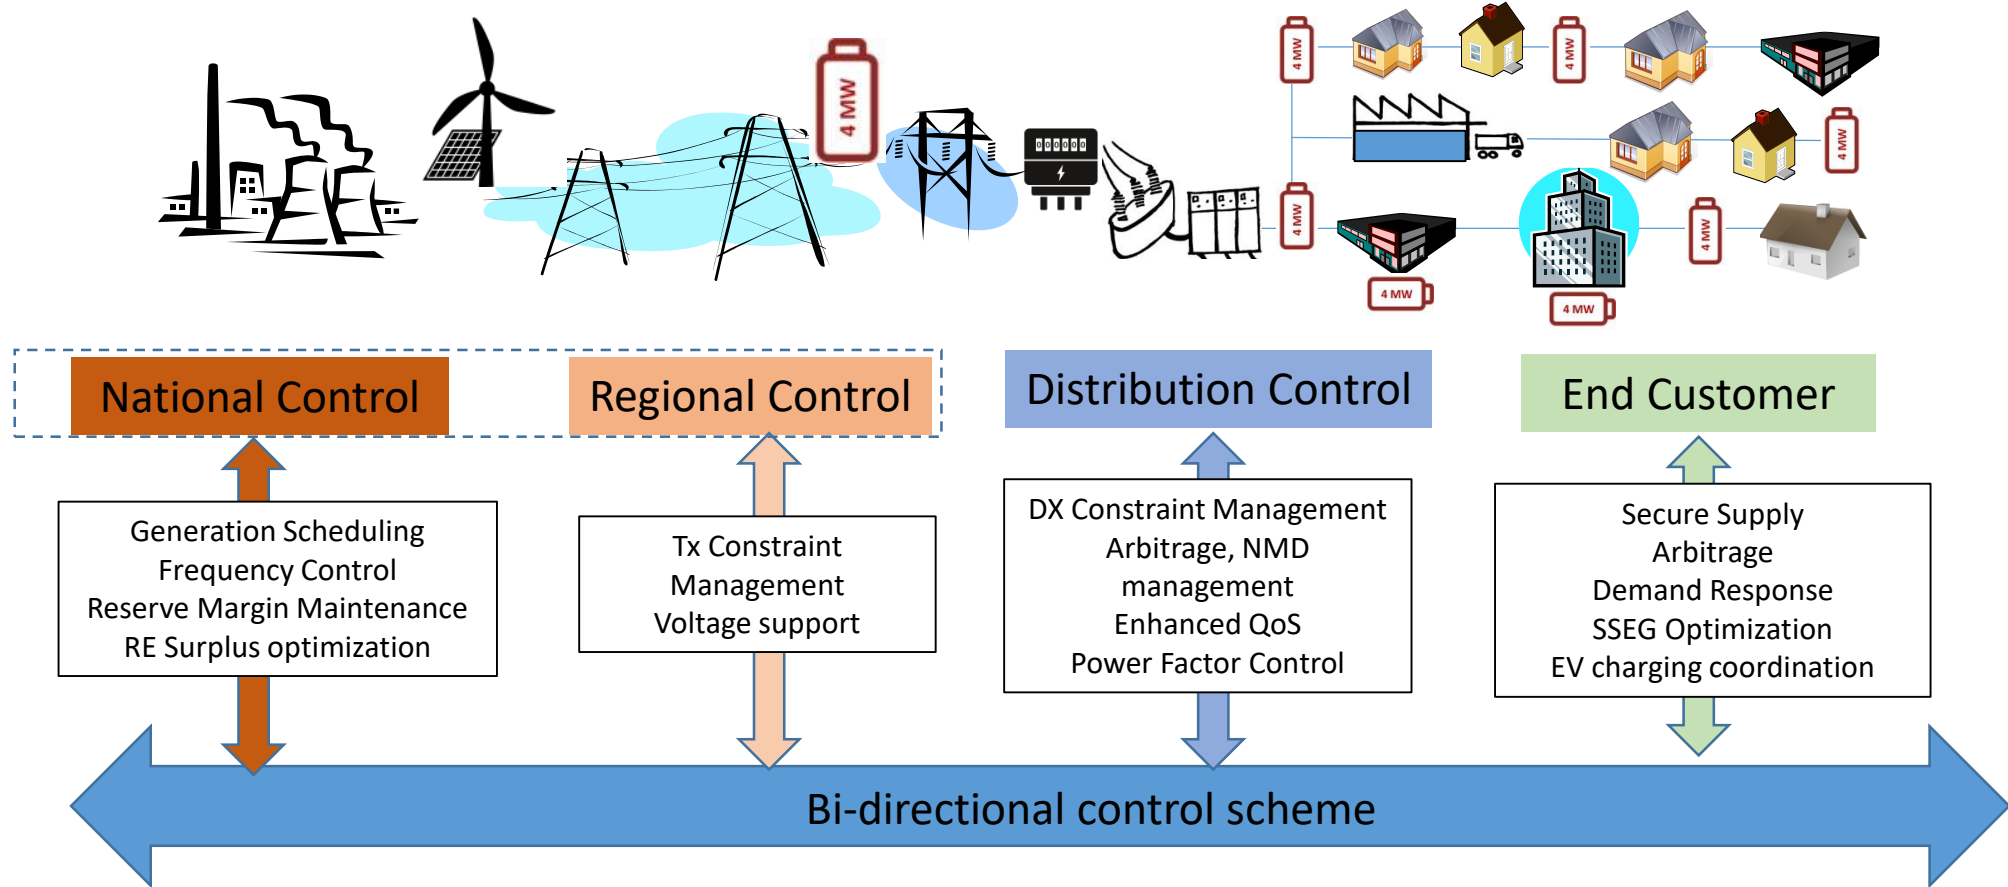 4 MW
4 MW
4 MW
000000
4 MW
4 MW
4 MW
4 MW
4 MW
National Control
Regional Control
Distribution Control
End Customer
Generation Scheduling
Frequency Control
Reserve Margin Maintenance
RE Surplus optimization
Tx Constraint
Management
Voltage support
DX Constraint Management
Arbitrage, NMD
management
Enhanced QoS
Power Factor Control
Secure Supply
Arbitrage
Demand Response
SSEG Optimization
EV charging coordination
Bi-directional control scheme